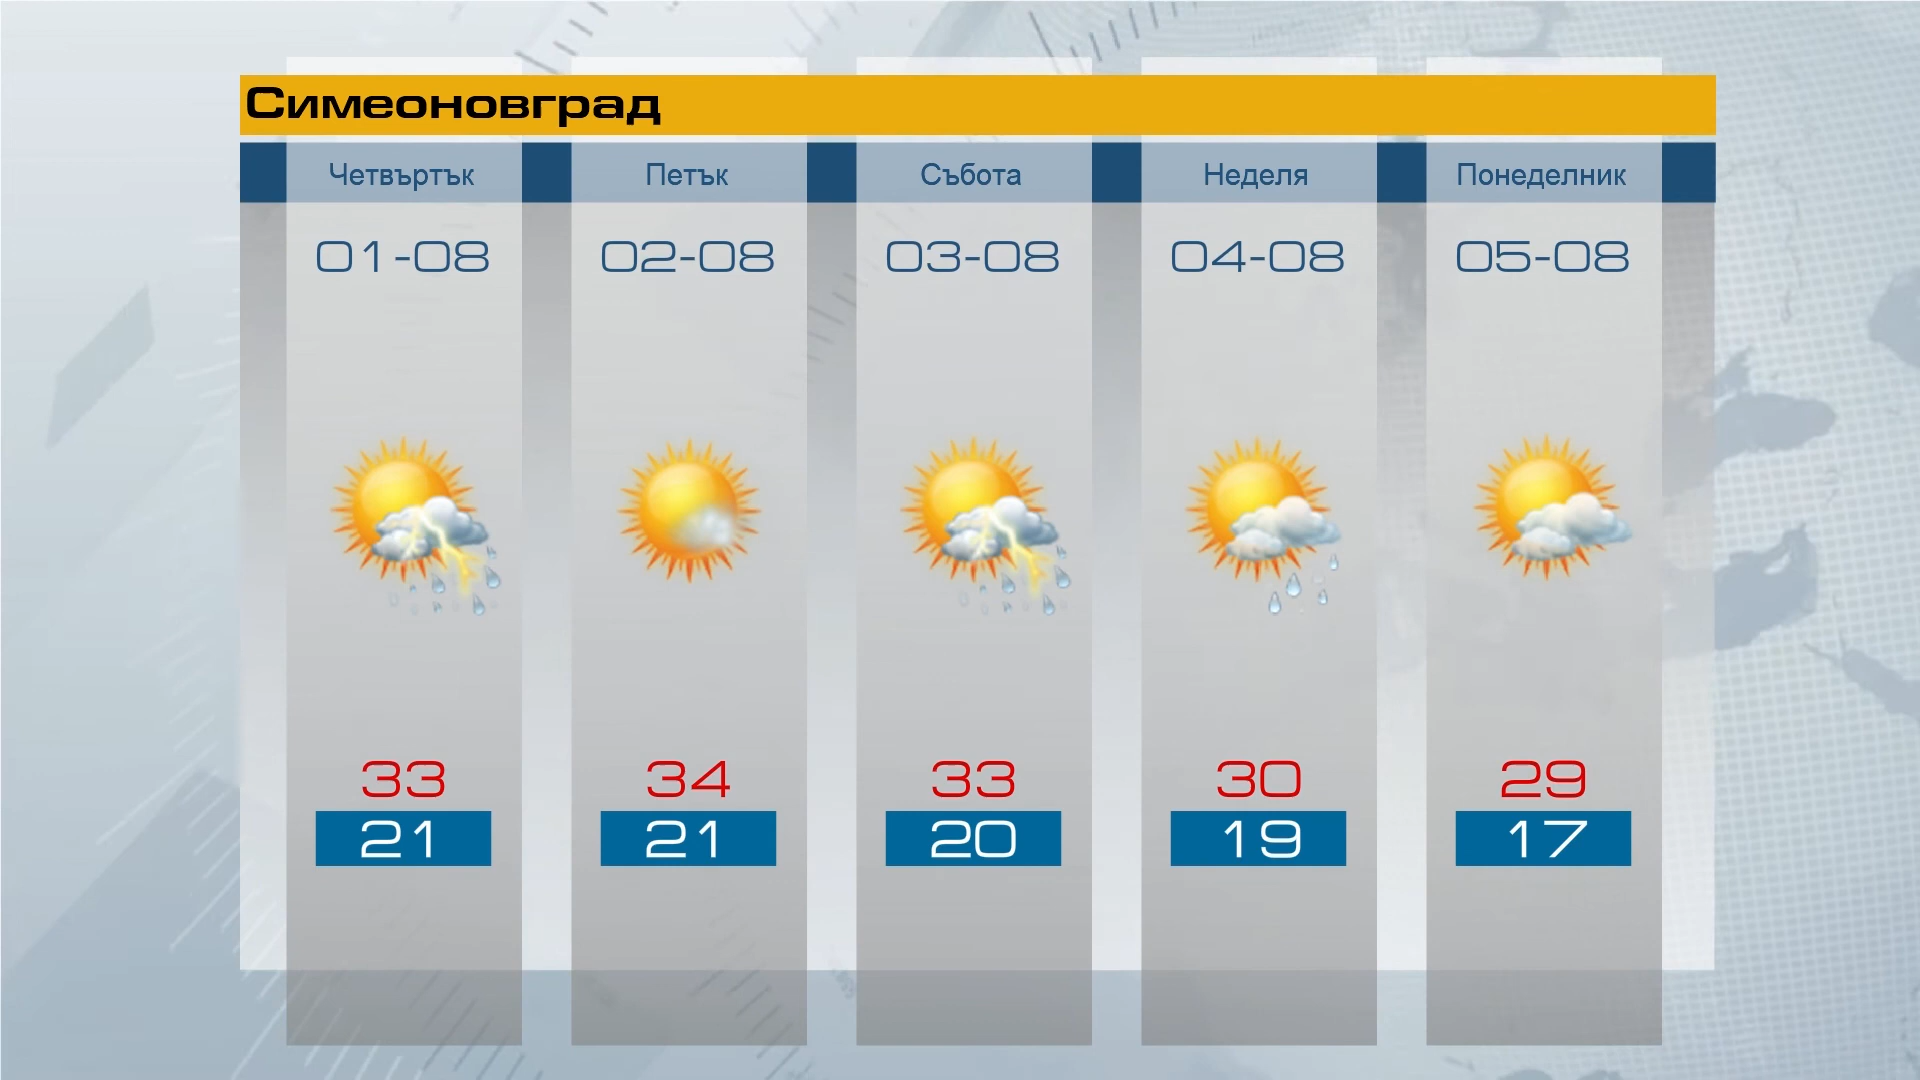 Симеоновград
Четвъртък Петък Събота Неделя Понеделник
01-08 02-08 03-08 04-08 05-08
33 34 33 30 29
21 21 20 19 17